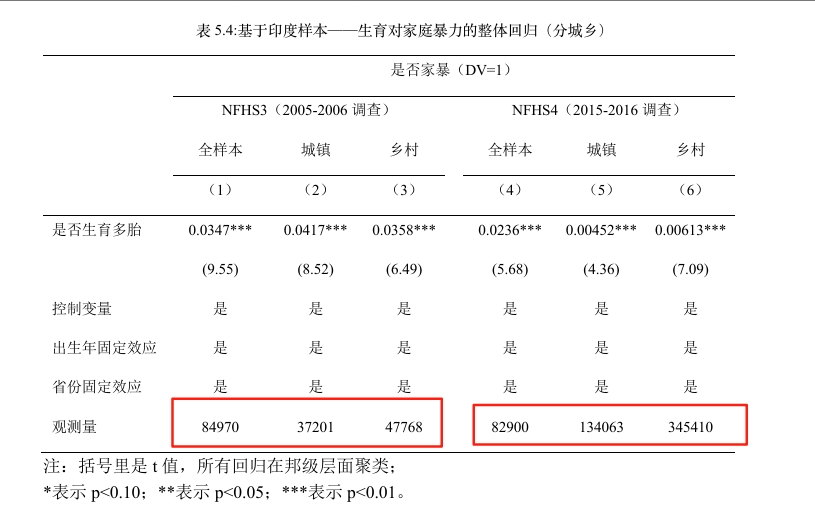 表 5.4:基于印度样本——生育对家庭暴力的整体回归（分城乡）
是否家暴（DV=1）
NFHS3（2005-2006 调查） NFHS4（2015-2016 调查）
全样本 城镇 乡村 全样本 城镇 乡村
（1） （2） （3） （4） （5） （6）
是否生育多胎 0.0347*** 0.0417*** 0.0358*** 0.0236*** 0.00452*** 0.00613***
(9.55) (8.52) (6.49) (5.68) (4.36) (7.09)
控制变量 是 是 是 是 是 是
出生年固定效应 是 是 是 是 是 是
省份固定效应 是 是 是 是 是 是
观测量 84970 37201 47768 82900 134063 345410
注：括号里是 t 值，所有回归在邦级层面聚类；
*表示 p<0.10；**表示 p<0.05；***表示 p<0.01。